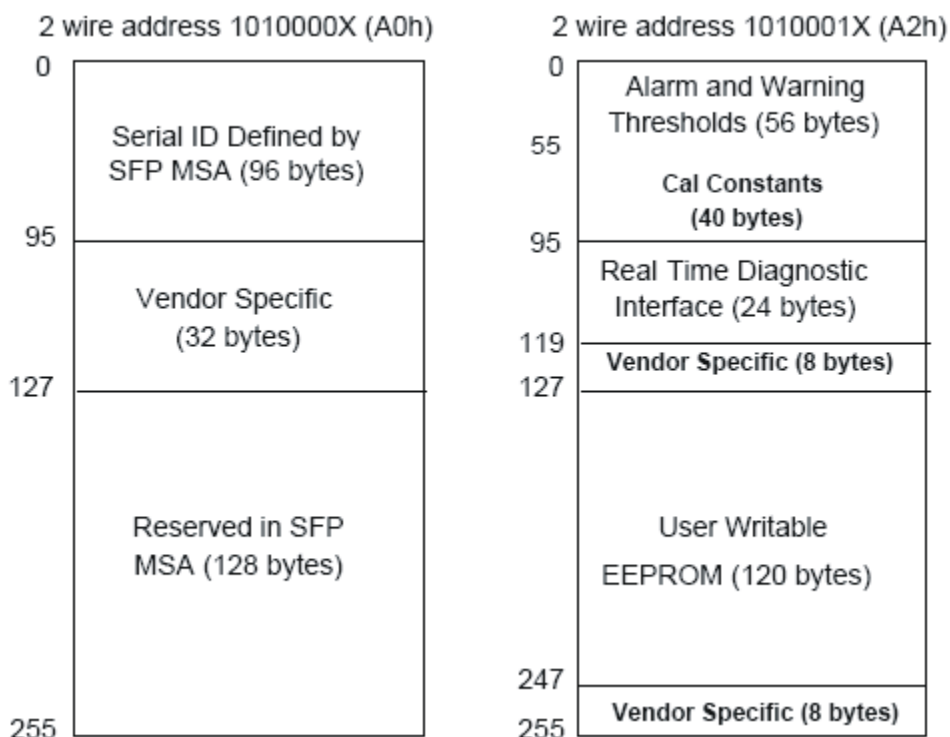 2 wire address 1010000X (A0h)
0
Serial ID Defined by
SFP MSA (96 bytes)
95
Vendor Specific
(32 bytes)
127
Reserved in SFP
MSA (128 bytes)
255
2 wire address 1010001X (A2h)
0
Alarm and Warning
Thresholds (56 bytes)
55
Cal Constants
(40 bytes)
95
Real Time Diagnostic
Interface (24 bytes)
119
Vendor Specific (8 bytes)
127
User Writable
EEPROM (120 bytes)
247
Vendor Specific (8 bytes)
255